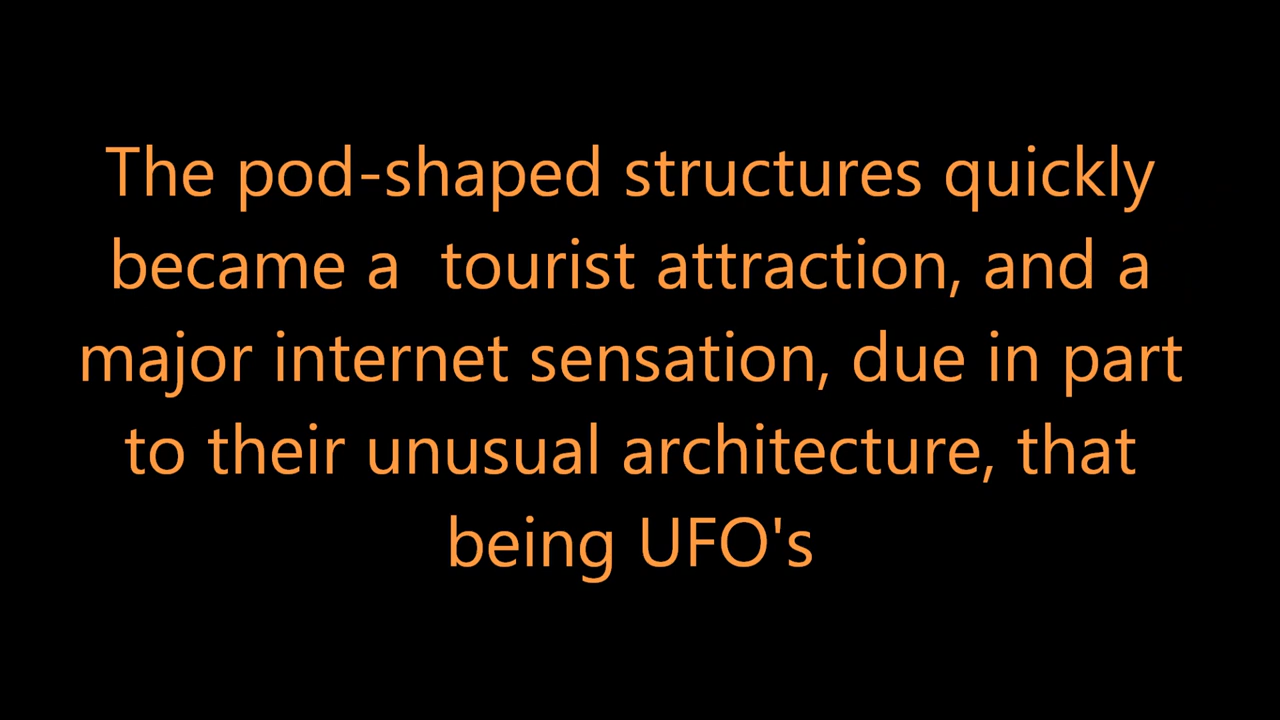 The pod-shaped structures quickly
became a  tourist attraction, and a
major internet sensation, due in part
to their unusual architecture, that
being UFO's